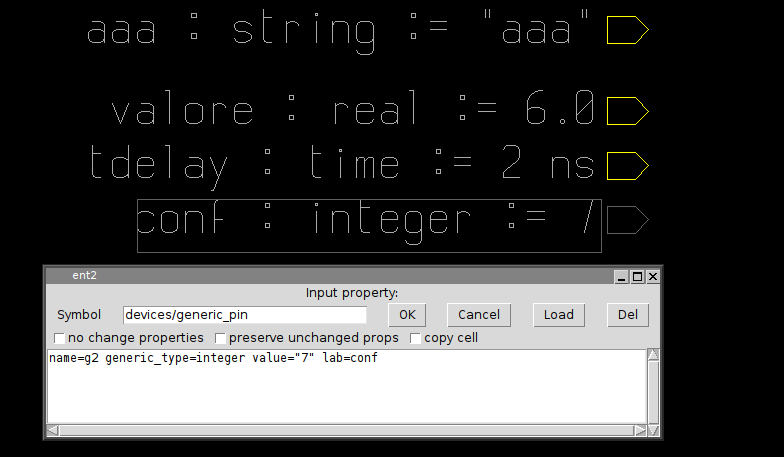 aaa : string := "aaa"
valore : real := 6.0
tdelay : time := 2 ns
conf : integer := 7
ent2
Input property:
Symbol devices/generic_pin OK Cancel Load Del
no change properties preserve unchanged props copy cell
name=g2 generic_type=integer value="7" lab=conf